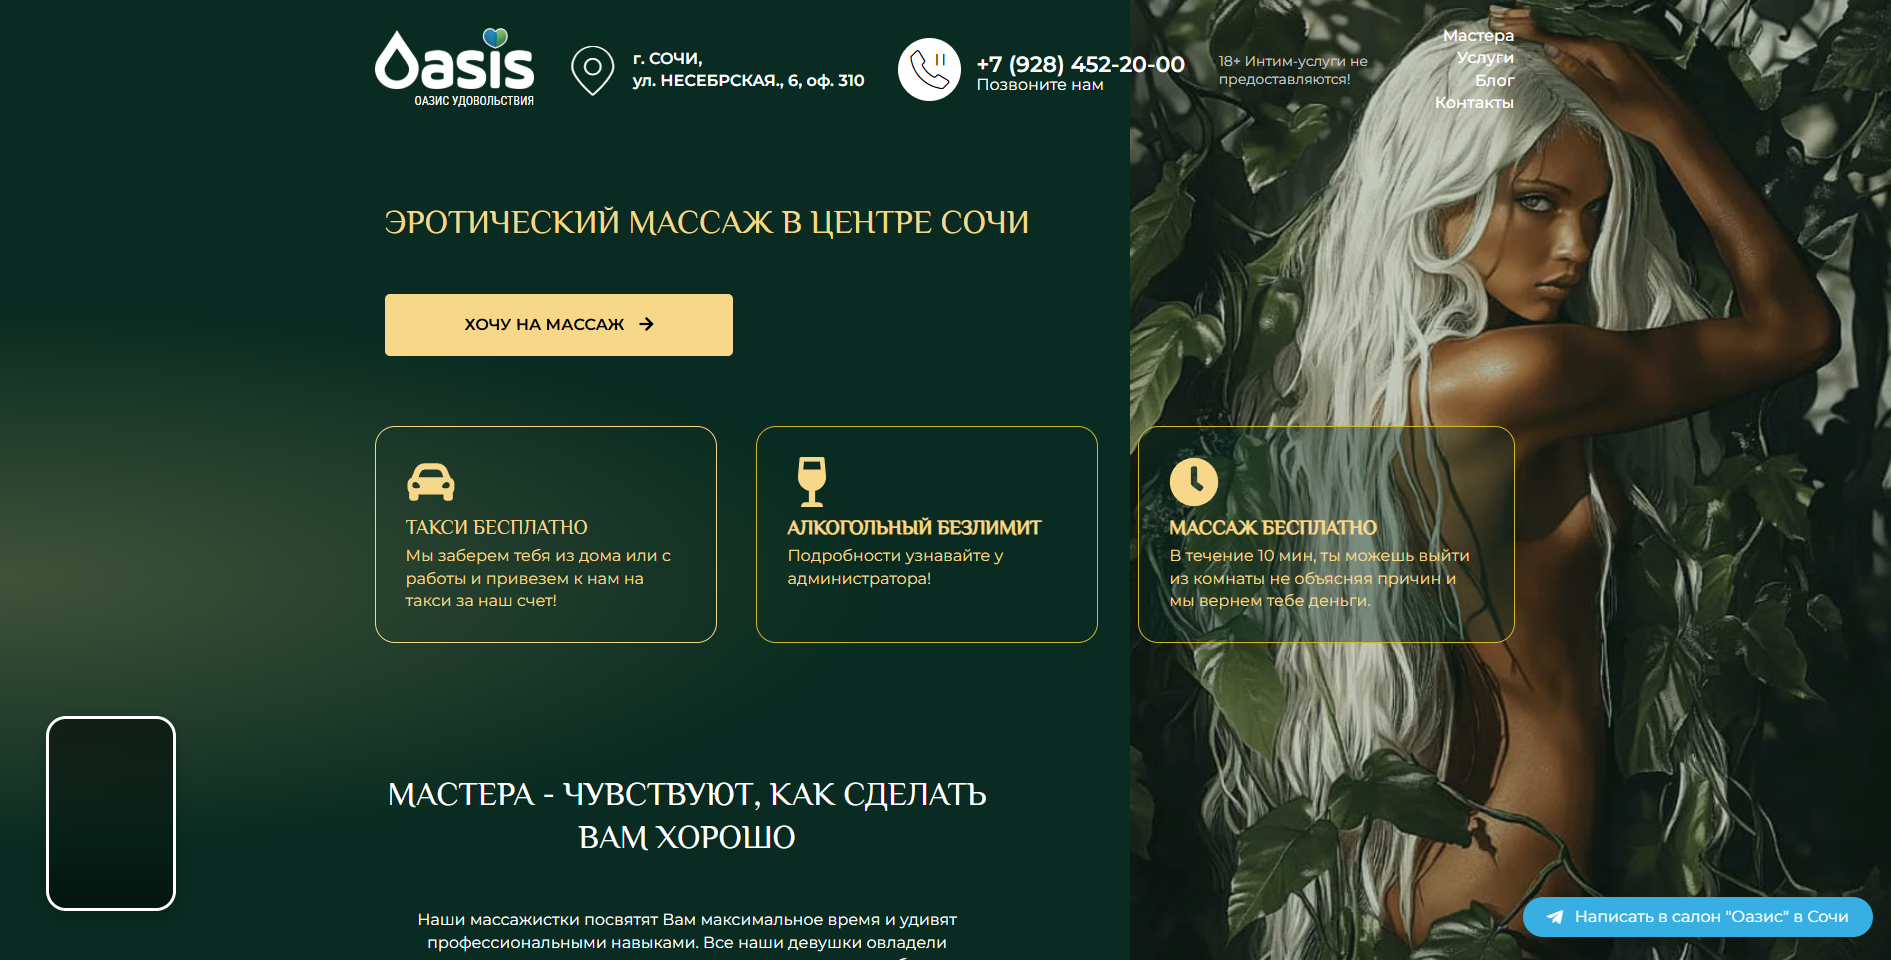 Oasis
ОАЗИС УДОВОЛЬСТВИЯ
г. СОЧИ,
ул. НЕСЕБРСКАЯ., 6, оф. 310
+7 (928) 452-20-00
Позвоните нам
18+ Интим-услуги не
предоставляются!
Мастера
Услуги
Блог
Контакты
ЭРОТИЧЕСКИЙ МАССАЖ В ЦЕНТРЕ СОЧИ
ХОЧУ НА МАССАЖ
ТАКСИ БЕСПЛАТНО
Мы заберем тебя из дома или с
работы и привезем к нам на
такси за наш счет!
АЛКОГОЛЬНЫЙ БЕЗЛИМИТ
Подробности узнавайте у
администратора!
МАССАЖ БЕСПЛАТНО
В течение 10 мин, ты можешь выйти
из комнаты не объясняя причин и
мы вернем тебе деньги.
МАСТЕРА - ЧУВСТВУЮТ, КАК СДЕЛАТЬ
ВАМ ХОРОШО
Наши массажистки посвятят Вам максимальное время и удивят
профессиональными навыками. Все наши девушки овладели
Написать в салон "Оазис" в Сочи